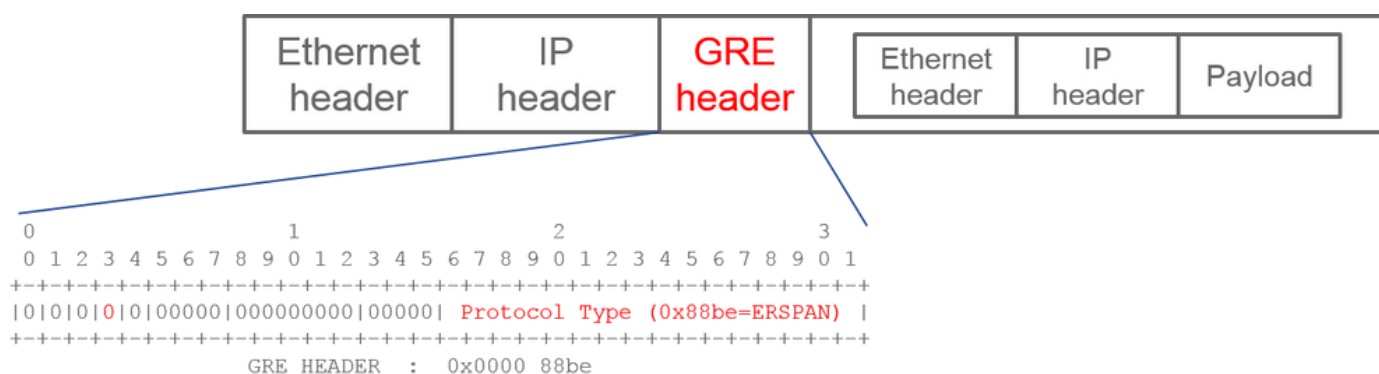 Ethernet header
IP header
GRE header
Ethernet header
IP header
Payload
0 1 2 3
0 1 2 3 4 5 6 7 8 9 0 1 2 3 4 5 6 7 8 9 0 1 2 3 4 5 6 7 8 9 0 1
+-+-+-+-+-+-+-+-+-+-+-+-+-+-+-+-+-+-+-+-+-+-+-+-+-+-+-+-+-+-+-+-+
|0|0|0|0|0|00000|000000000|00000| Protocol Type (0x88be=ERSPAN) |
+-+-+-+-+-+-+-+-+-+-+-+-+-+-+-+-+-+-+-+-+-+-+-+-+-+-+-+-+-+-+-+-+
GRE HEADER : 0x0000 88be